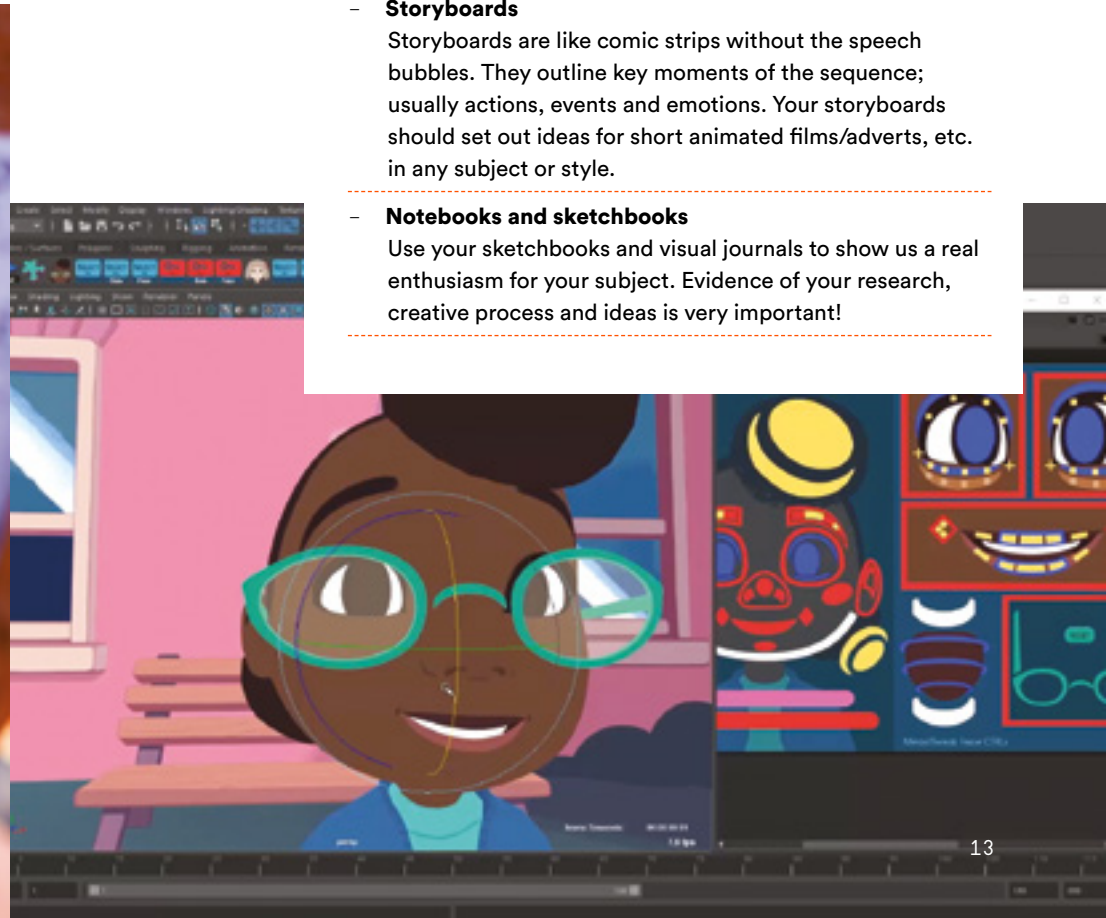 – Storyboards
Storyboards are like comic strips without the speech
bubbles. They outline key moments of the sequence;
usually actions, events and emotions. Your storyboards
should set out ideas for short animated films/adverts, etc.
in any subject or style.
– Notebooks and sketchbooks
Use your sketchbooks and visual journals to show us a real
enthusiasm for your subject. Evidence of your research,
creative process and ideas is very important!
13